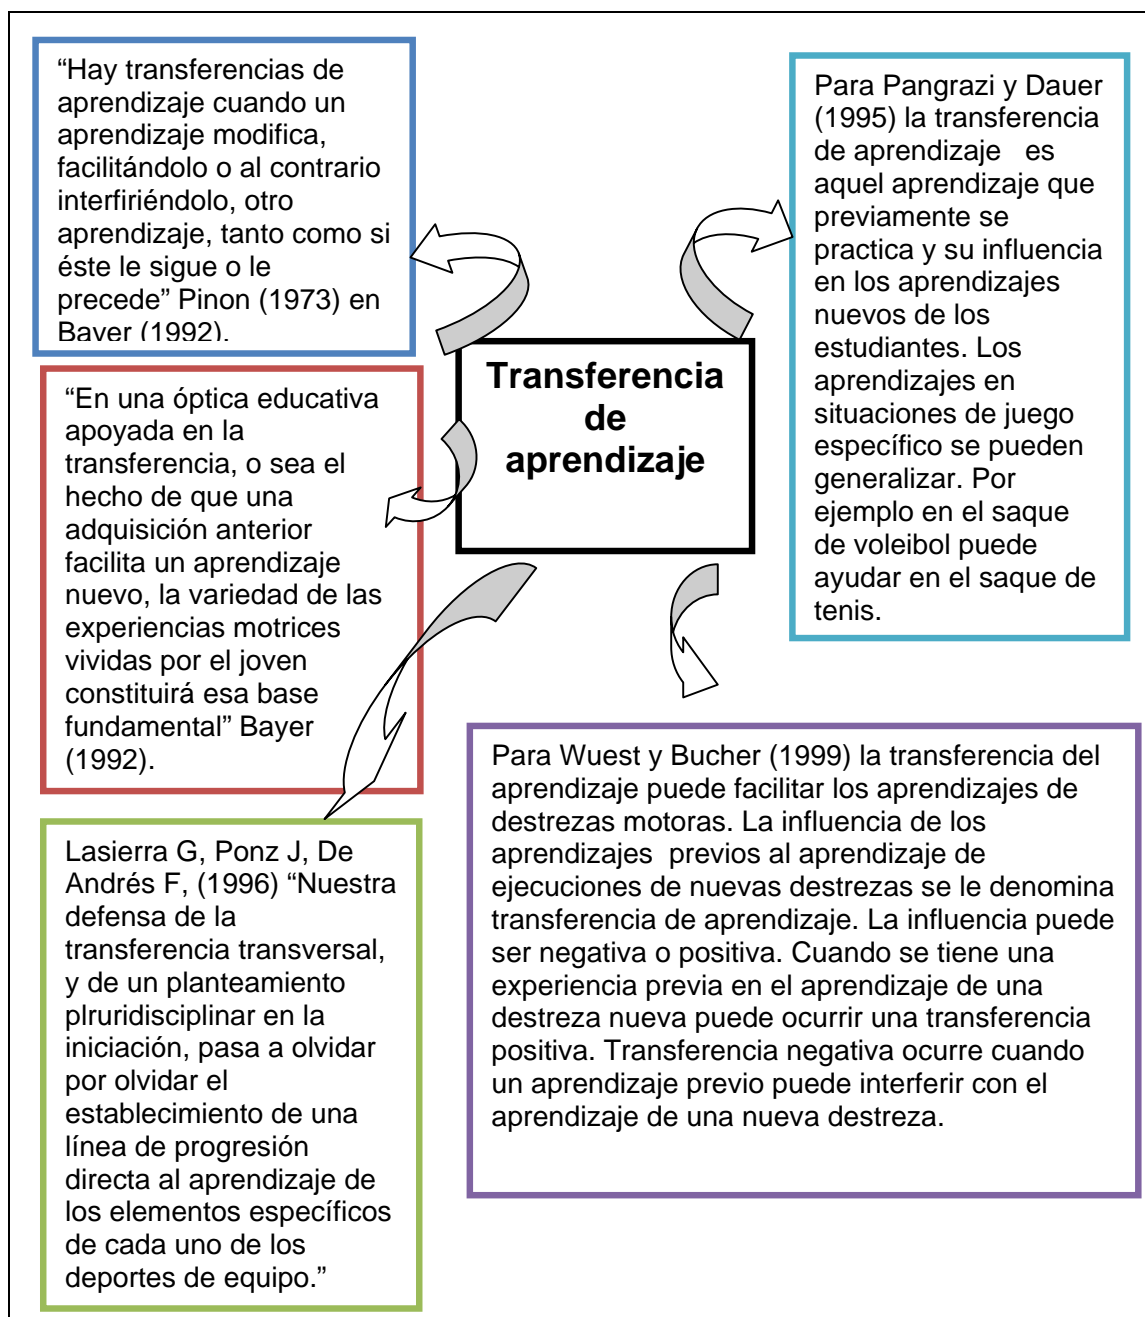 “Hay transferencias de
aprendizaje cuando un
aprendizaje modifica,
facilitándolo o al contrario
interfiriéndolo, otro
aprendizaje, tanto como si
éste le sigue o le
precede” Pinon (1973) en
Bayer (1992).
“En una óptica educativa
apoyada en la
transferencia, o sea el
hecho de que una
adquisición anterior
facilita un aprendizaje
nuevo, la variedad de las
experiencias motrices
vividas por el joven
constituirá esa base
fundamental” Bayer
(1992).
Lasierra G, Ponz J, De
Andrés F, (1996) “Nuestra
defensa de la
transferencia transversal,
y de un planteamiento
plruridisciplinar en la
iniciación, pasa a olvidar
por olvidar el
establecimiento de una
línea de progresión
directa al aprendizaje de
los elementos específicos
de cada uno de los
deportes de equipo.”
Transferencia
de
aprendizaje
Para Pangrazi y Dauer
(1995) la transferencia
de aprendizaje es
aquel aprendizaje que
previamente se
practica y su influencia
en los aprendizajes
nuevos de los
estudiantes. Los
aprendizajes en
situaciones de juego
específico se pueden
generalizar. Por
ejemplo en el saque
de voleibol puede
ayudar en el saque de
tenis.
Para Wuest y Bucher (1999) la transferencia del
aprendizaje puede facilitar los aprendizajes de
destrezas motoras. La influencia de los
aprendizajes previos al aprendizaje de
ejecuciones de nuevas destrezas se le denomina
transferencia de aprendizaje. La influencia puede
ser negativa o positiva. Cuando se tiene una
experiencia previa en el aprendizaje de una
destreza nueva puede ocurrir una transferencia
positiva. Transferencia negativa ocurre cuando
un aprendizaje previo puede interferir con el
aprendizaje de una nueva destreza.